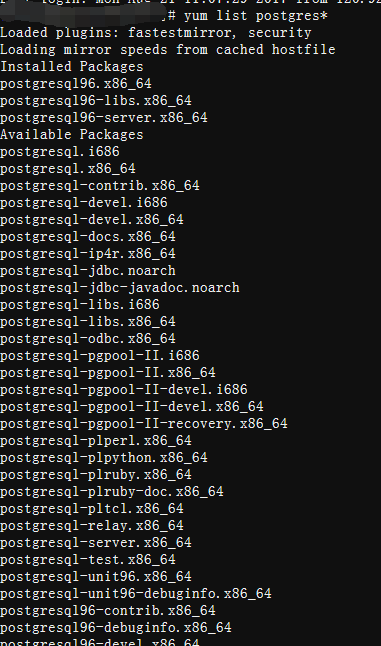 login: Mon Aug 21 11:07:29 2017 from 120.92
]# yum list postgres*
Loaded plugins: fastestmirror, security
Loading mirror speeds from cached hostfile
Installed Packages
postgresql96.x86_64
postgresql96-libs.x86_64
postgresql96-server.x86_64
Available Packages
postgresql.i686
postgresql.x86_64
postgresql-contrib.x86_64
postgresql-devel.i686
postgresql-devel.x86_64
postgresql-docs.x86_64
postgresql-ip4r.x86_64
postgresql-jdbc.noarch
postgresql-jdbc-javadoc.noarch
postgresql-libs.i686
postgresql-libs.x86_64
postgresql-odbc.x86_64
postgresql-pgpool-II.i686
postgresql-pgpool-II.x86_64
postgresql-pgpool-II-devel.i686
postgresql-pgpool-II-devel.x86_64
postgresql-pgpool-II-recovery.x86_64
postgresql-plperl.x86_64
postgresql-plpython.x86_64
postgresql-plruby.x86_64
postgresql-plruby-doc.x86_64
postgresql-pltcl.x86_64
postgresql-relay.x86_64
postgresql-server.x86_64
postgresql-test.x86_64
postgresql-unit96.x86_64
postgresql-unit96-debuginfo.x86_64
postgresql96-contrib.x86_64
postgresql96-debuginfo.x86_64
postgresql96-devel.x86_64